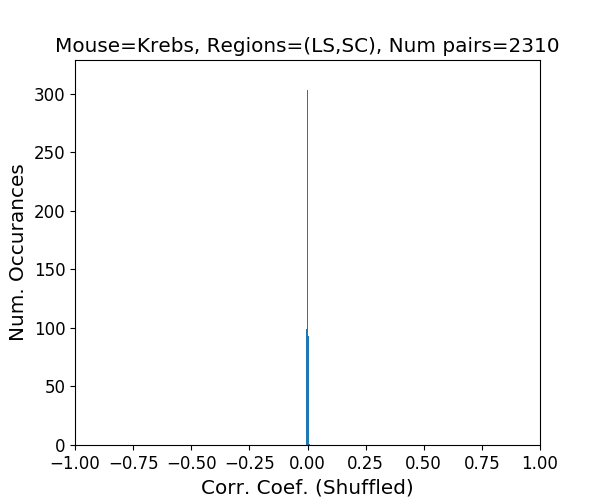 Mouse=Krebs, Regions=(LS,SC), Num pairs=2310
300
250
200
150
100
50
0
Num. Occurances
−1.00 −0.75 −0.50 −0.25 0.00 0.25 0.50 0.75 1.00
Corr. Coef. (Shuffled)